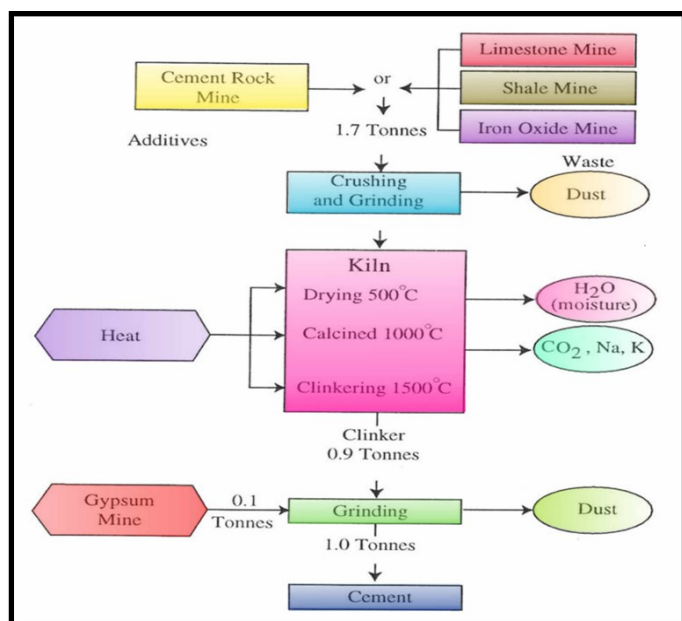 Limestone Mine
Cement Rock
Mine
or
Shale Mine
1.7 Tonnes
Iron Oxide Mine
Additives
Waste
Crushing
and Grinding
Dust
Kiln
Drying 500°C
H₂O
(moisture)
Heat
Calcined 1000°C
CO₂ , Na, K
Clinkering 1500°C
Clinker
0.9 Tonnes
Gypsum
Mine
0.1
Tonnes
Grinding
Dust
1.0 Tonnes
Cement